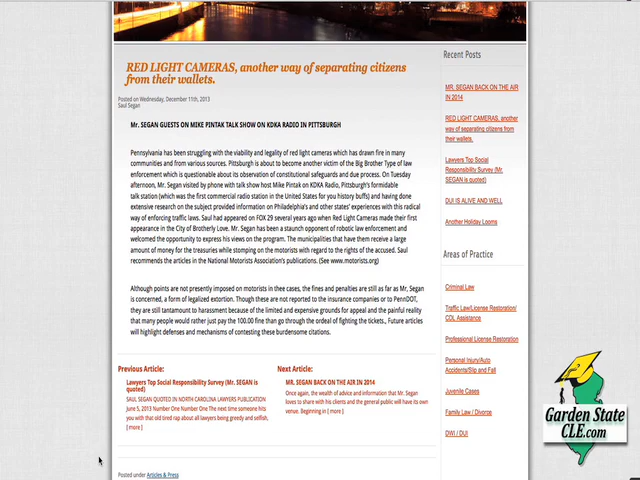 RED LIGHT CAMERAS, another way of separating citizens
from their wallets.
Posted on Wednesday, December 11th, 2013
Saul Segan
Mr. SEGAN GUESTS ON MIKE PINTAK TALK SHOW ON KDKA RADIO IN PITTSBURGH
Pennsylvania has been struggling with the viability and legality of red light cameras which has drawn fire in many
communities and from various sources. Pittsburgh is about to become another victim of the Big Brother Type of law
enforcement which is questionable about its observation of constitutional safeguards and due process. On Tuesday
afternoon, Mr. Segan visited by phone with talk show host Mike Pintak on KDKA Radio, Pittsburgh's formidable
talk station (which was the first commercial radio station in the United States for you history buffs) and having done
extensive research on the subject provided information on Philadelphia's and other states' experiences with this radical
way of enforcing traffic laws. Saul had appeared on FOX 29 several years ago when Red Light Cameras made their first
appearance in the City of Brotherly Love. Mr. Segan has been a staunch opponent of robotic law enforcement and
welcomed the opportunity to express his views on the program. The municipalities that have them receive a large
amount of money for the treasuries while stomping on the motorists with regard to the rights of the accused. Saul
recommends the articles in the National Motorists Association's publications. (See www.motorists.org)
Although points are not presently imposed on motorists in thee cases, the fines and penalties are still as far as Mr, Segan
is concerned, a form of legalized extortion. Though these are not reported to the insurance companies or to PennDOT,
they are still tantamount to harassment because of the limited and expensive grounds for appeal and the painful reality
that many people would rather just pay the 100.00 fine than go through the ordeal of fighting the tickets., Future articles
will highlight defenses and mechanisms of contesting these burdensome citations.
Previous Article:
Lawyers Top Social Responsibility Survey (Mr. SEGAN is
quoted)
SAUL SEGAN QUOTED IN NORTH CAROLINA LAWYERS PUBLICATION
June 5, 2013 Number One Number One The next time someone hits
you with that old tired rap about all lawyers being greedy and selfish,
[ more ]
Next Article:
MR. SEGAN BACK ON THE AIR IN 2014
Once again, the wealth of advice and information that Mr. Segan
loves to share with his clients and the general public will have its own
venue. Beginning in [ more ]
Posted under Articles & Press
Recent Posts
MR. SEGAN BACK ON THE AIR
IN 2014
RED LIGHT CAMERAS, another
way of separating citizens from
their wallets.
Lawyers Top Social
Responsibility Survey (Mr.
SEGAN is quoted)
DUI IS ALIVE AND WELL
Another Holiday Looms
Areas of Practice
Criminal Law
Traffic Law/License Restoration/
CDL Assistance
Professional License Restoration
Personal Injury/Auto
Accidents/Slip and Fall
Juvenile Cases
Family Law / Divorce
DWI / DUI
Garden State
CLE.com